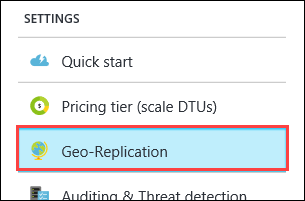 SETTINGS
Quick start
Pricing tier (scale DTUs)
Geo-Replication
Auditing & Threat detection